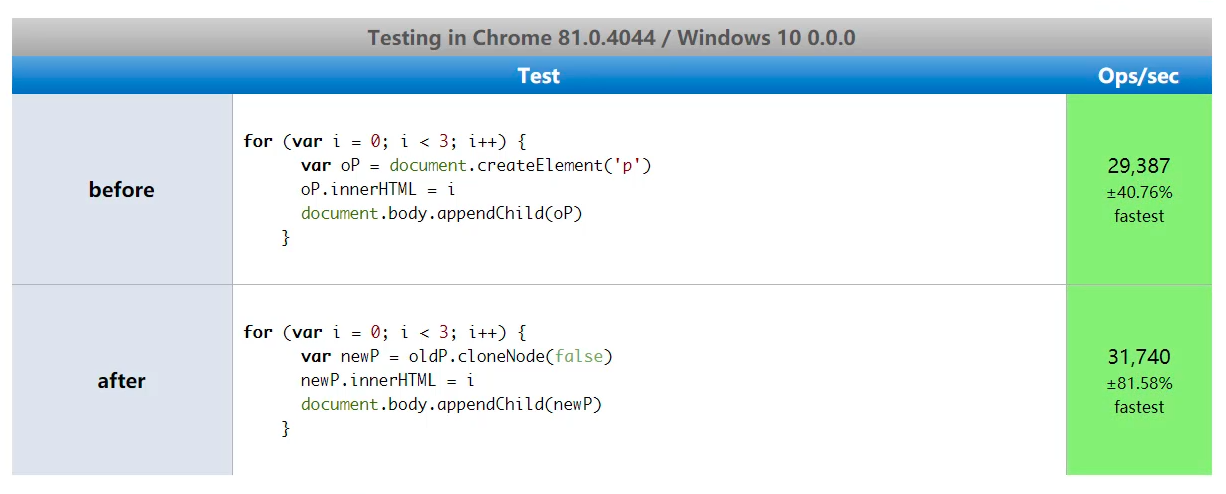 Testing in Chrome 81.0.4044 / Windows 10 0.0.0
Test Ops/sec
before
for (var i = 0; i < 3; i++) {
var oP = document.createElement('p')
oP.innerHTML = i
document.body.appendChild(oP)
}
29,387
±40.76%
fastest
after
for (var i = 0; i < 3; i++) {
var newP = oldP.cloneNode(false)
newP.innerHTML = i
document.body.appendChild(newP)
}
31,740
±81.58%
fastest